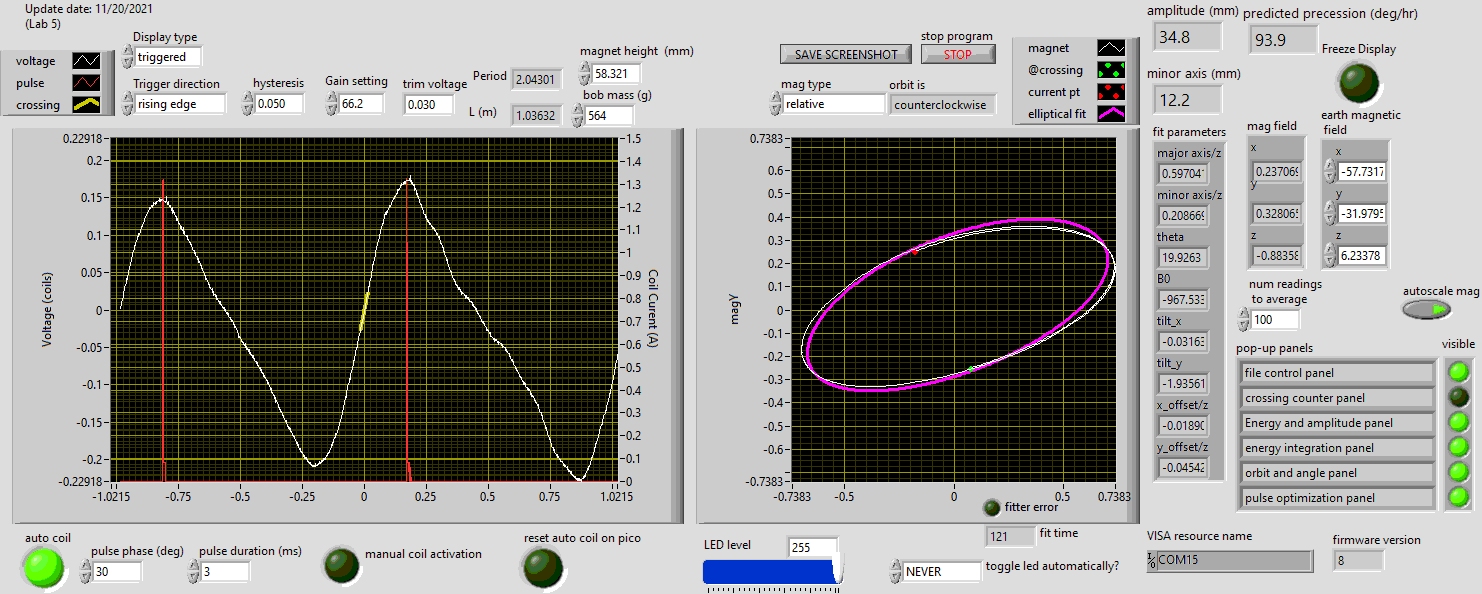 Update date: 11/20/2021
(Lab 5)
voltage
pulse
crossing
Display type
triggered
Trigger direction
rising edge
hysteresis
0.050
Gain setting
66.2
trim voltage
0.030
Period
2.04301
L (m)
1.03632
magnet height (mm)
58.321
bob mass (g)
564
SAVE SCREENSHOT
stop program
STOP
mag type
relative
orbit is
counterclockwise
magnet
@crossing
current pt
elliptical fit
amplitude (mm)
34.8
predicted precession (deg/hr)
93.9
minor axis (mm)
12.2
Freeze Display
Voltage (coils)
0.22918
0.2
0.15
0.1
0.05
0
-0.05
-0.1
-0.15
-0.2
-0.22918
-1.0215
-0.75
-0.5
-0.25
0
0.25
0.5
0.75
1.0215
1.5
1.4
1.3
1.2
1.1
1
0.9
0.8
0.7
0.6
0.5
0.4
0.3
0.2
0.1
0
Coil Curent (A)
magy
0.7383
0.6
0.5
0.4
0.3
0.2
0.1
0
-0.1
-0.2
-0.3
-0.4
-0.5
-0.6
-0.7383
-0.7383
-0.5
0
0.5
0.7383
fitter error
fit parameters
major axis/z
0.59704
minor axis/z
0.208669
theta
19.9263
B0
-967.533
tilt_x
-0.03163
tilt_y
-1.93561
x_offset/z
-0.01890
y_offset/z
-0.04542
mag field
x
0.237069
y
0.328065
z
-0.88358
earth magnetic
field
x
-57.7317
y
-31.9795
z
6.23378
num readings
to average
100
autoscale mag
pop-up panels
visible
file control panel
crossing counter panel
Energy and amplitude panel
energy integration panel
orbit and angle panel
pulse optimization panel
auto coil
pulse phase (deg)
30
pulse duration (ms)
3
manual coil activation
reset auto coil on pico
LED level
255
121
fit time
NEVER
toggle led automatically?
VISA resource name
COM15
firmware version
8